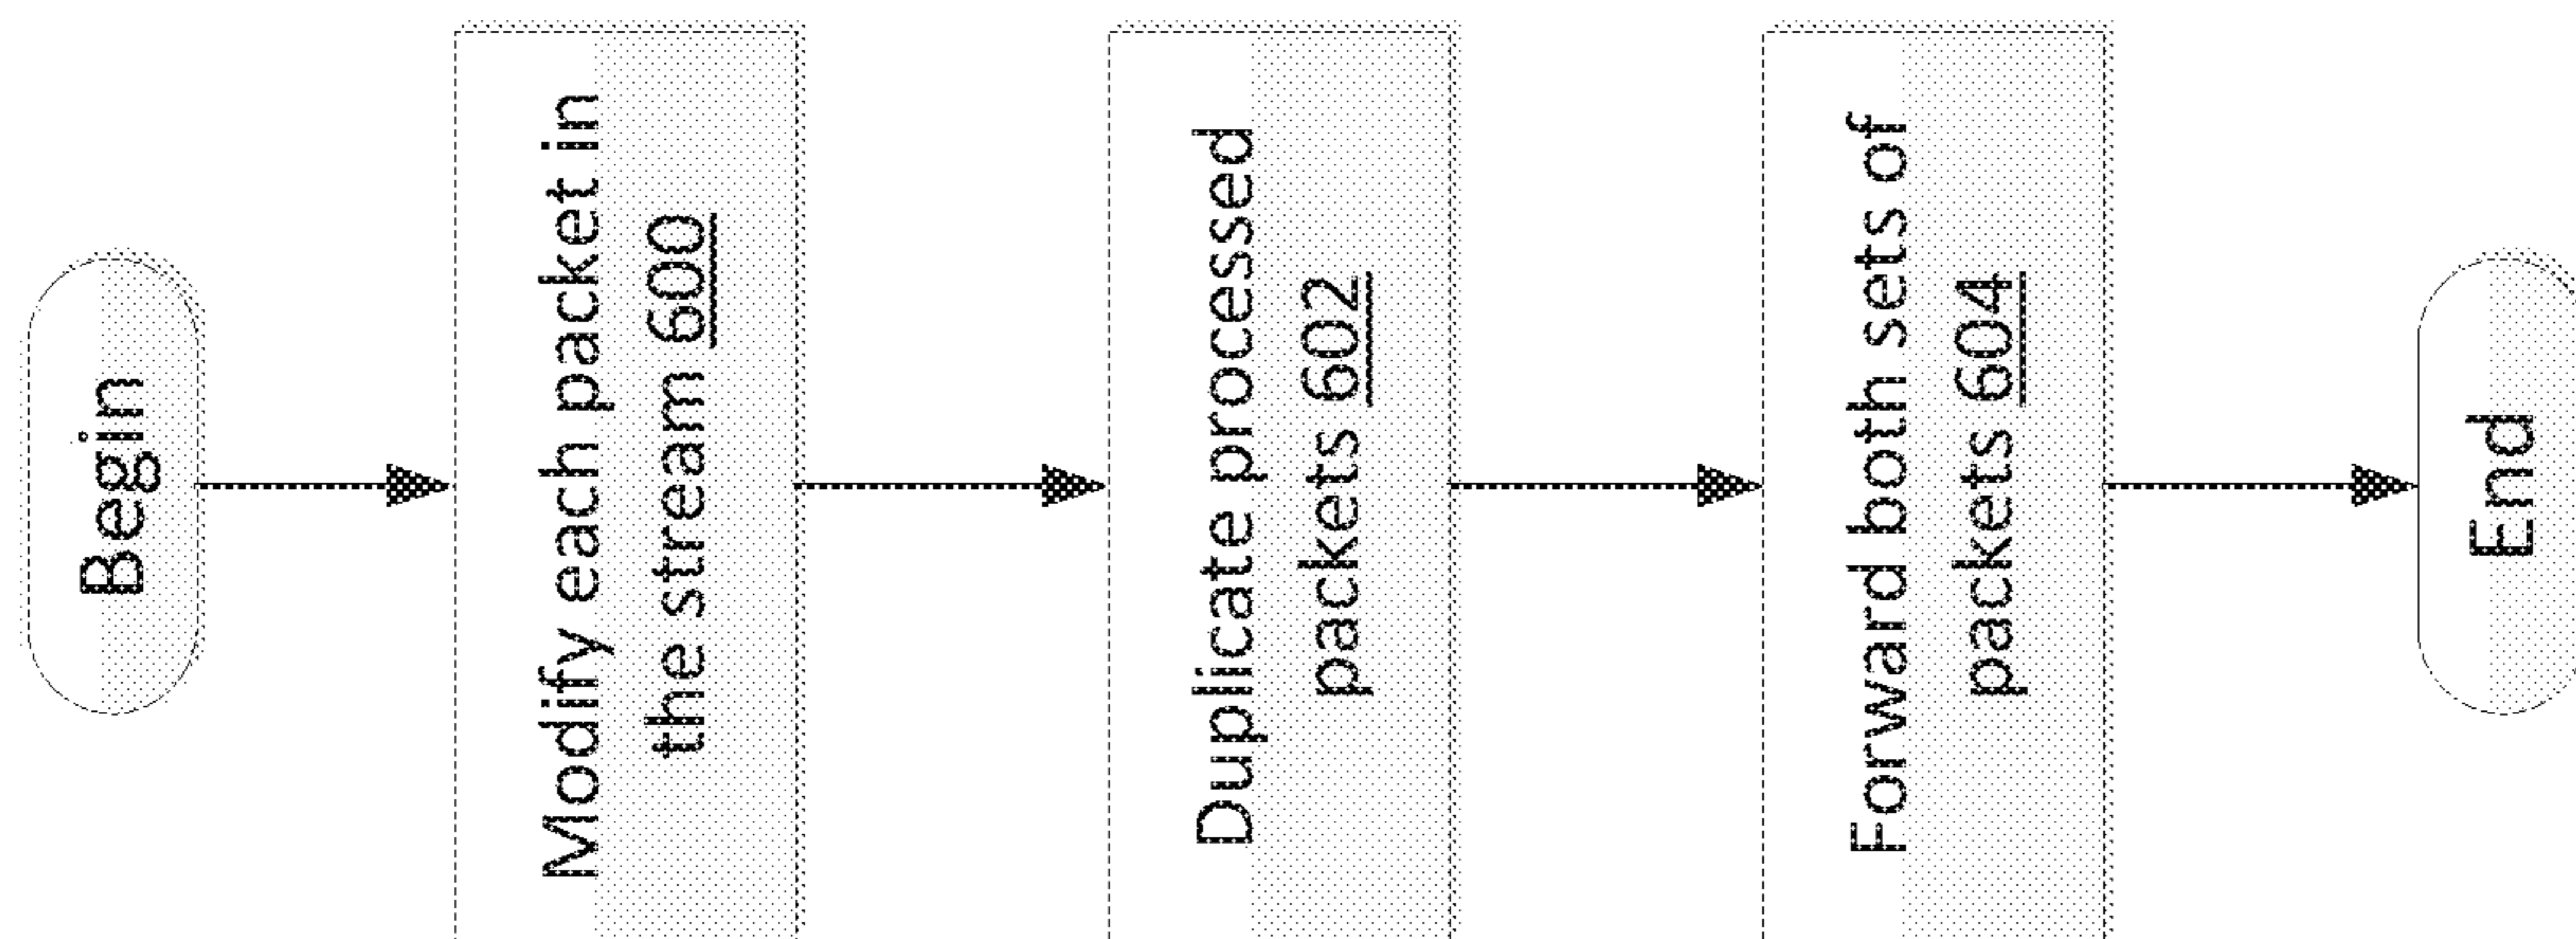 Begin
Modify each packet in
the stream 600
Duplicate processed
packets 602
Forward both sets of
packets 604
End